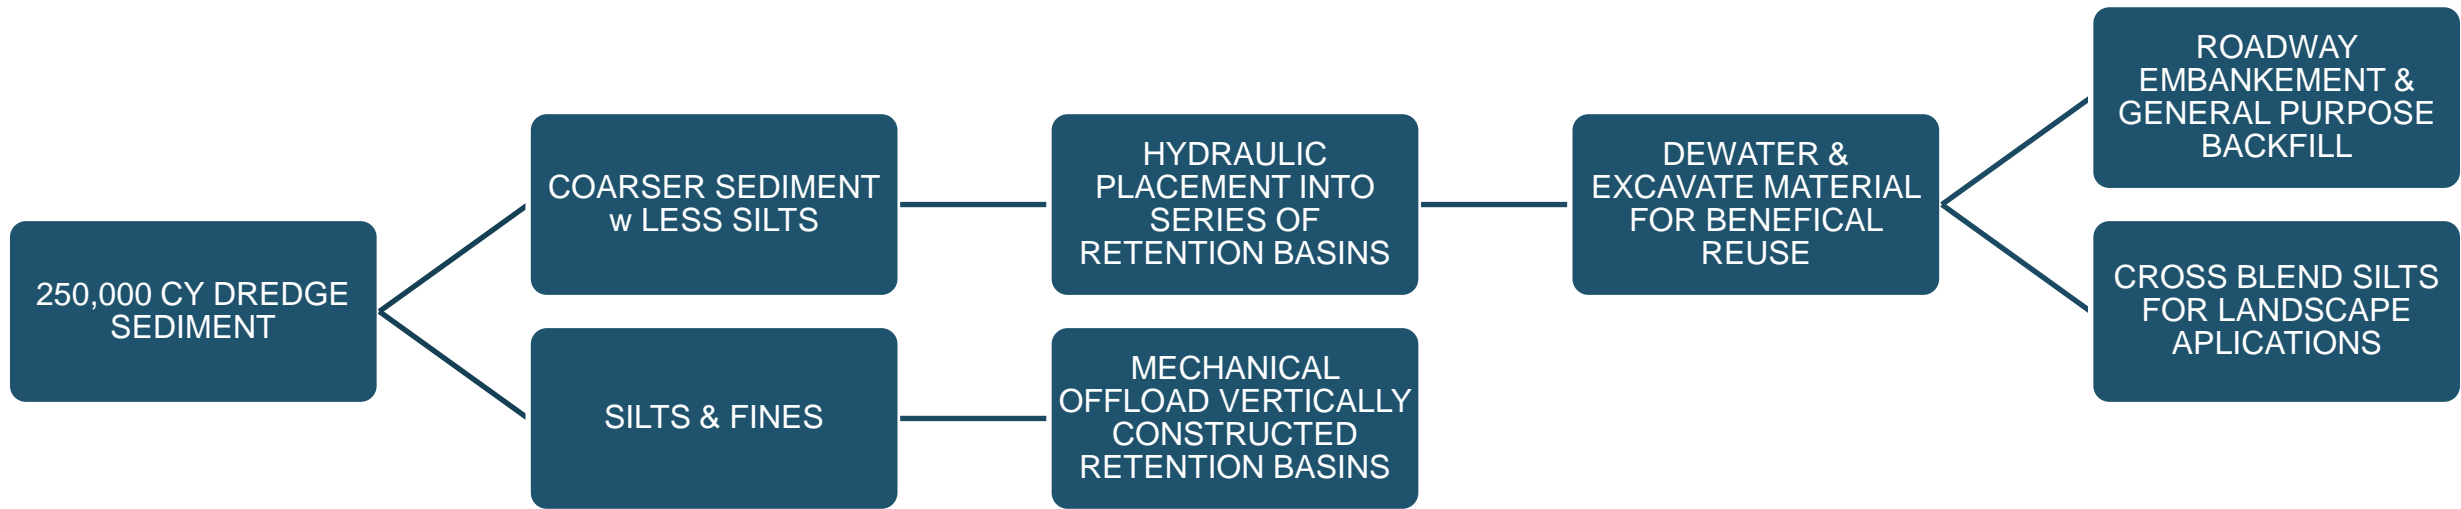 250,000 CY DREDGE
SEDIMENT
COARSER SEDIMENT
w LESS SILTS
SILTS & FINES
HYDRAULIC
PLACEMENT INTO
SERIES OF
RETENTION BASINS
MECHANICAL
OFFLOAD VERTICALLY
CONSTRUCTED
RETENTION BASINS
DEWATER &
EXCAVATE MATERIAL
FOR BENEFICAL
REUSE
ROADWAY
EMBANKEMENT &
GENERAL PURPOSE
BACKFILL
CROSS BLEND SILTS
FOR LANDSCAPE
APLICATIONS